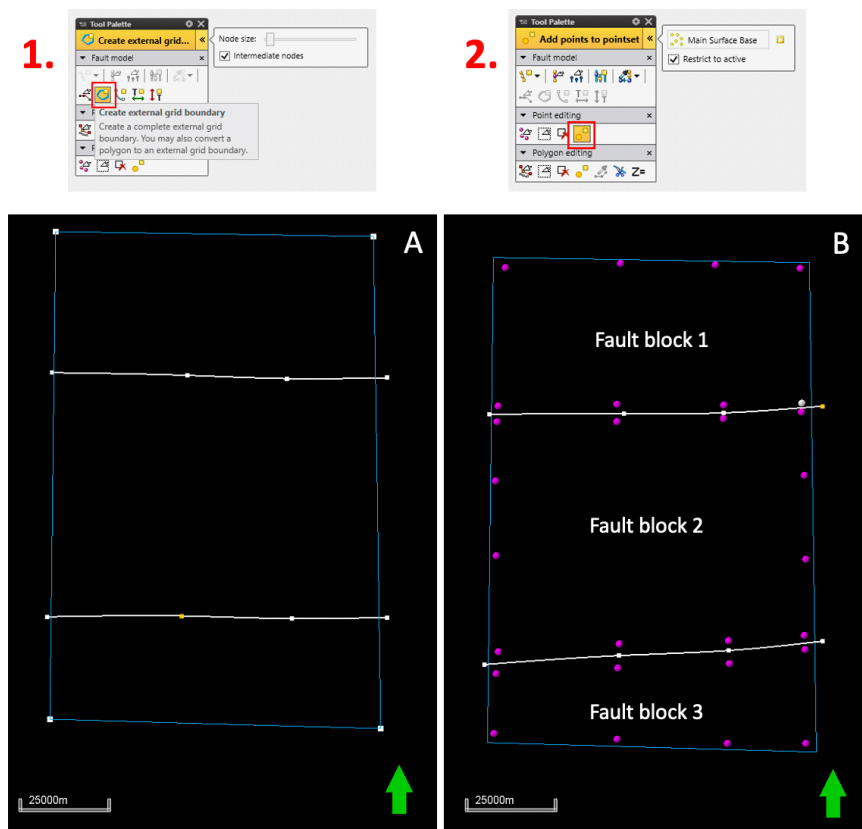 1.
Tool Palette
Create external grid...
Node size:
Intermediate nodes
Fault model
Create external grid boundary
Create a complete external grid
boundary. You may also convert a
polygon to an external grid boundary.
2.
Tool Palette
Add points to pointset
Main Surface Base
Restrict to active
Fault model
Point editing
Polygon editing
Z=
A
25000m
B
Fault block 1
Fault block 2
Fault block 3
25000m